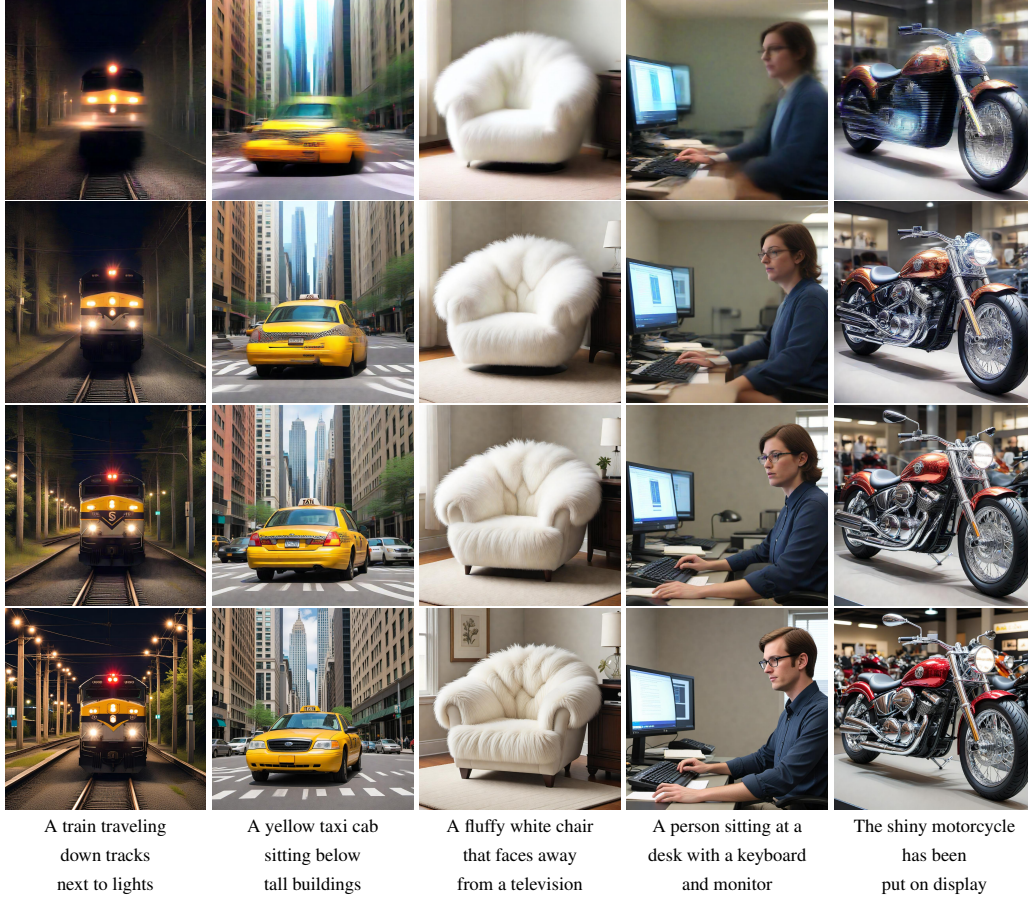 A train traveling
down tracks
next to lights
A yellow taxi cab
sitting below
tall buildings
A fluffy white chair
that faces away
from a television
A person sitting at a
desk with a keyboard
and monitor
The shiny motorcycle
has been
put on display